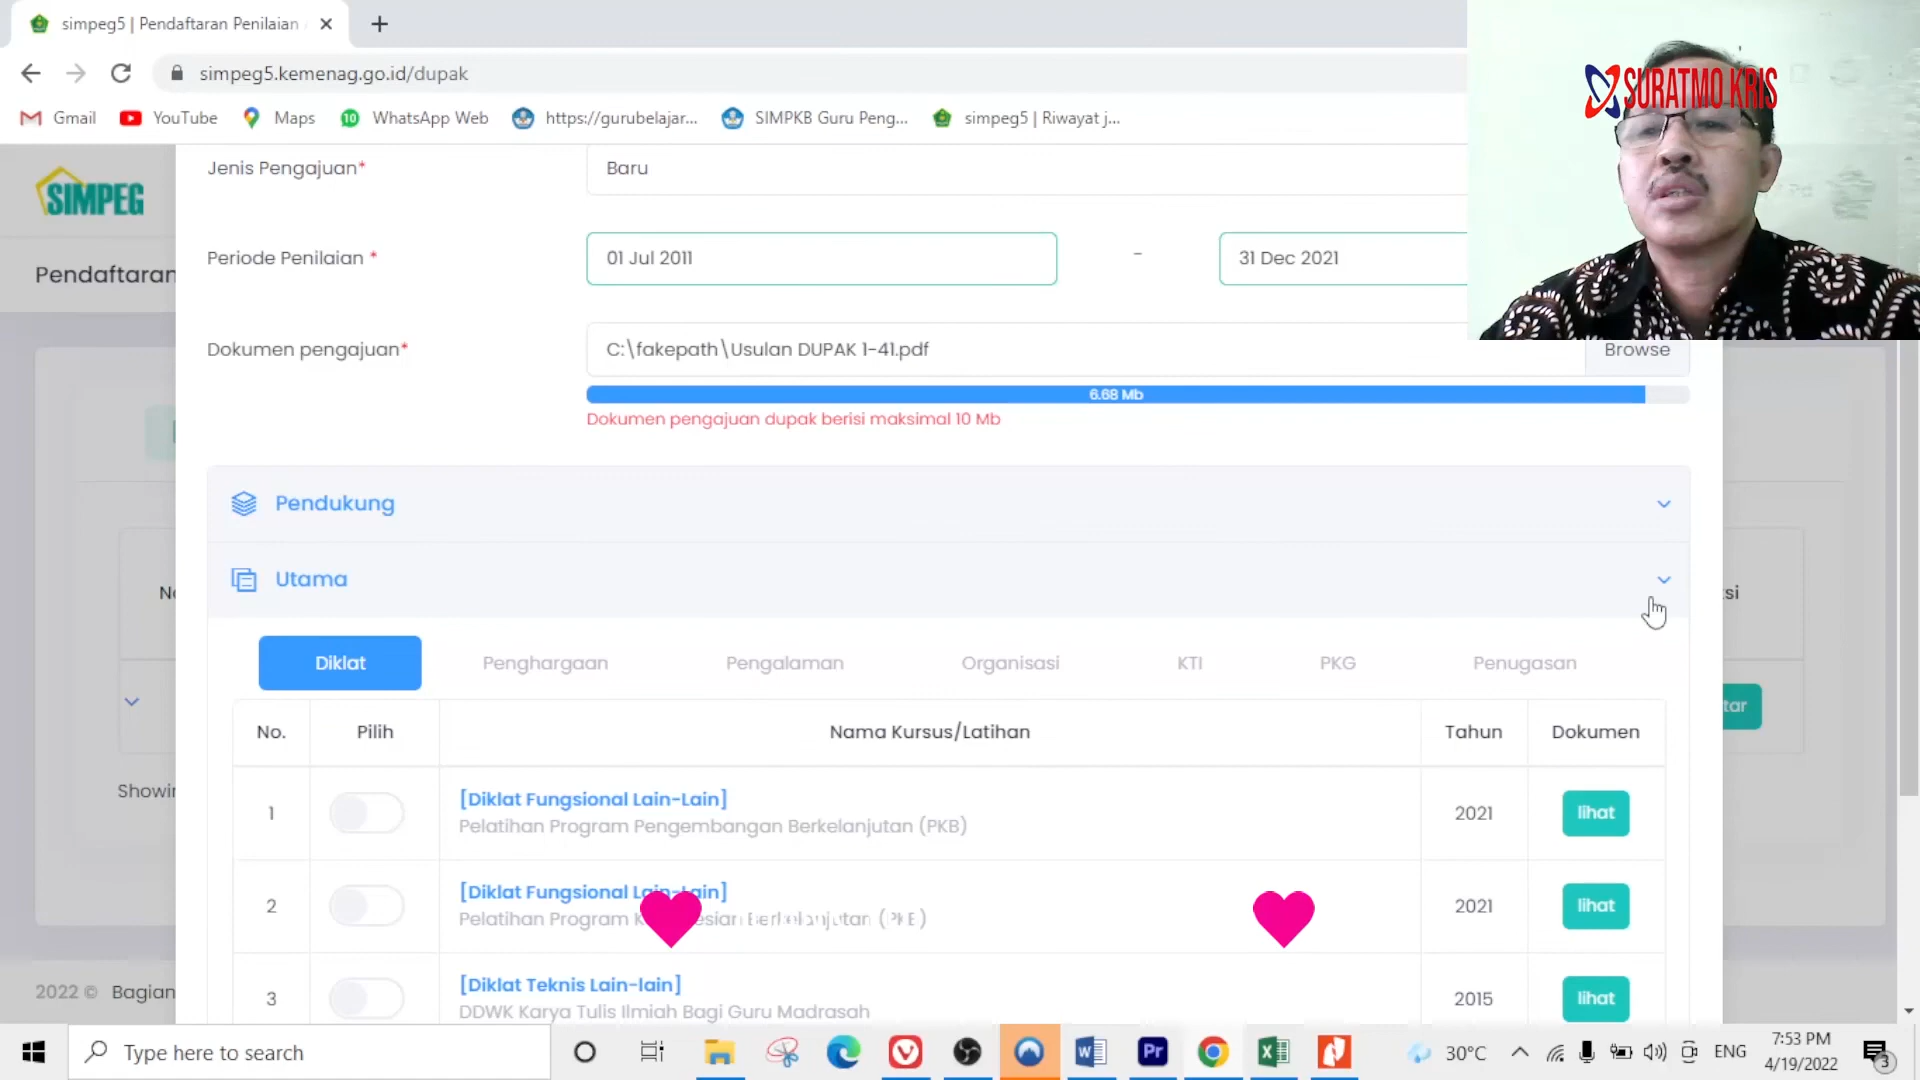 simpeg5 | Pendaftaran Penilaian
simpeg5.kemenag.go.id/dupak
Gmail
YouTube
Maps
10
WhatsApp Web
https://gurubelajar...
SIMPKB Guru Peng...
simpeg5 | Riwayat j...
SURATMO KRIS
SIMPEG
Pendaftaran
Jenis Pengajuan*
Baru
Periode Penilaian *
01 Jul 2011
-
31 Dec 2021
Dokumen pengajuan*
C:\fakepath\Usulan DUPAK 1-41.pdf
Browse
6.68 Mb
Dokumen pengajuan dupak berisi maksimal 10 Mb
Pendukung
Utama
Diklat
Penghargaan
Pengalaman
Organisasi
KTI
PKG
Penugasan
No.
Pilih
Nama Kursus/Latihan
Tahun
Dokumen
1
[Diklat Fungsional Lain-Lain]
Pelatihan Program Pengembangan Berkelanjutan (PKB)
2021
lihat
2
[Diklat Fungsional Lain-Lain]
Pelatihan Program Berkelanjutan
2021
lihat
3
[Diklat Teknis Lain-lain]
DDWK Karya Tulis Ilmiah Bagi Guru Madrasah
2015
lihat
2022 © Bagian
Type here to search
Pr
30°C
ENG
7:53 PM
4/19/2022
3